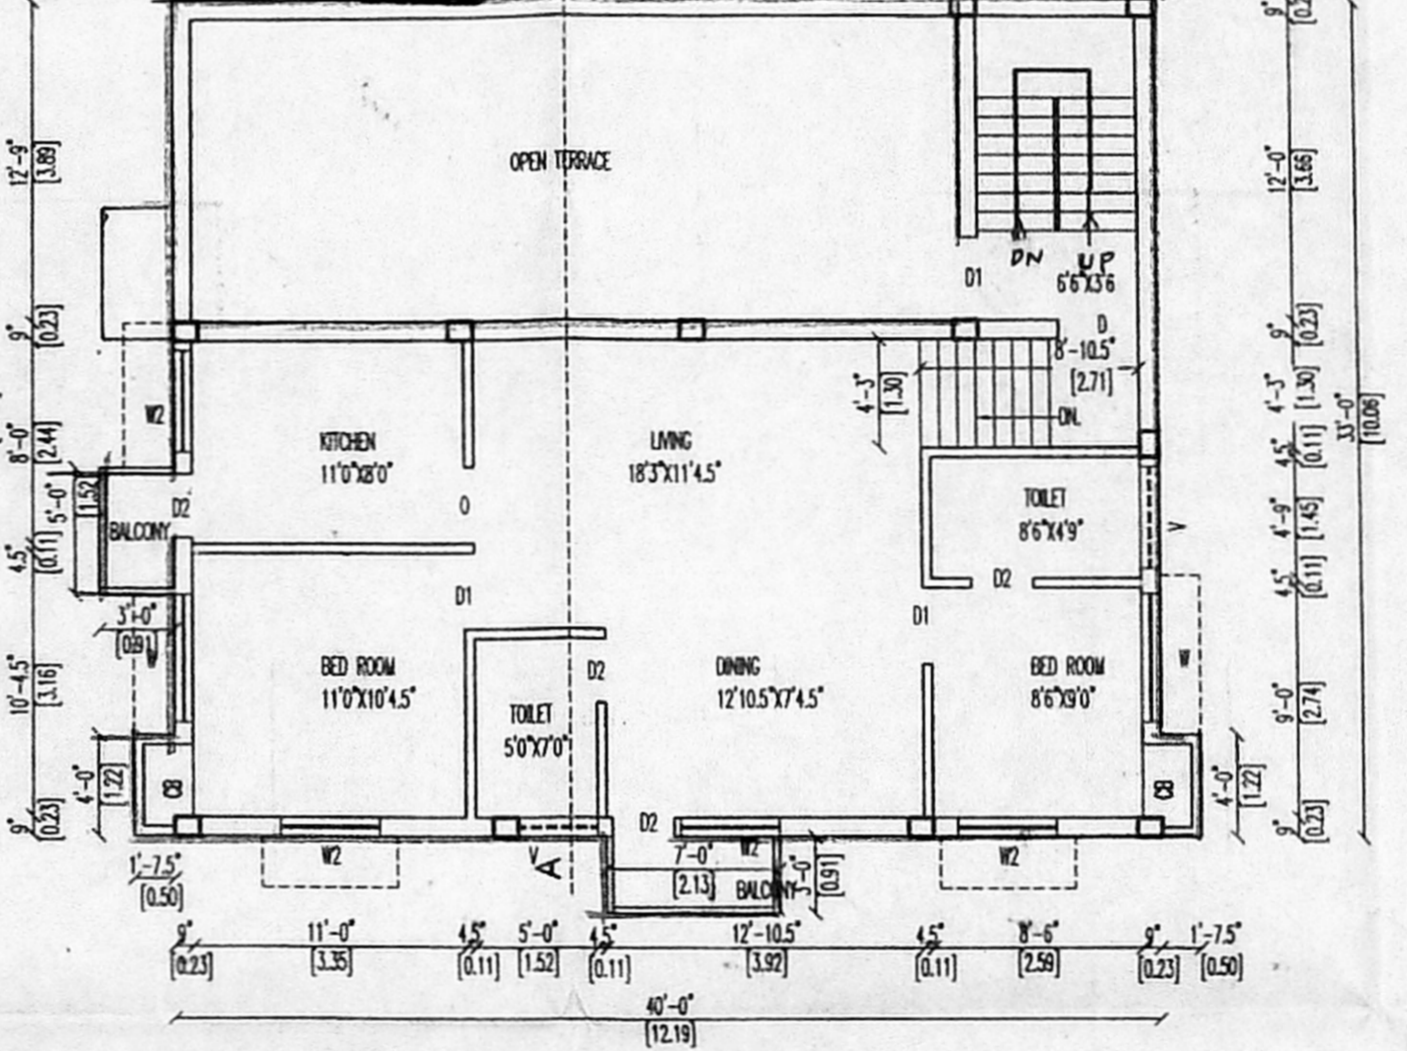 9"
[0.2
12'-9"
[3.89]
OPEN TERRACE
12'-0"
[3.66]
DN
UP
D1
6'6"X3'6
D
9"
[0.23]
9"
[0.23]
8'-10.5"
[2.71]
4'-3"
[1.30]
4'-3"
[1.30]
33'-0"
[10.06]
W2
KITCHEN
11'0"X8'0"
LIVING
18'3"X11'4.5"
DN.
8'-0"
[2.44]
4.5"
[0.11]
5'-0"
[1.52]
BALCONY
D2
O
TOILET
8'6"X4'9"
V
4'-9"
[1.45]
4.5"
[0.11]
D2
4.5"
[0.11]
D1
D1
3'-0"
[0.91]
W
BED ROOM
11'0"X10'4.5"
D2
DINING
12'10.5"X7'4.5"
BED ROOM
8'6"X9'0"
W
10'-4.5"
[3.16]
9'-0"
[2.74]
TOILET
5'0"X7'0"
4'-0"
[1.22]
CB
CB
4'-0"
[1.22]
9"
[0.23]
D2
9"
[0.23]
1'-7.5"
[0.50]
W2
V
A
7'-0"
[2.13]
W2
BALCONY
3'-0"
[0.91]
W2
9"
11'-0"
4.5"
5'-0"
4.5"
12'-10.5"
4.5"
8'-6"
9"
1'-7.5"
[0.23]
[3.35]
[0.11]
[1.52]
[0.11]
[3.92]
[0.11]
[2.59]
[0.23]
[0.50]
40'-0"
[12.19]